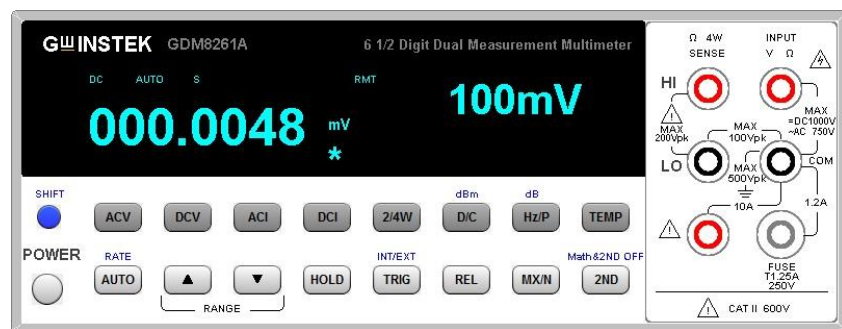 GWINSTEK GDM8261A 6 1/2 Digit Dual Measurement Multimeter
DC AUTO S RMT
000.0048 mV 100mV
*
SHIFT
dBm dB
ACV DCV ACI DCI 2/4W D/C Hz/P TEMP
POWER
RATE INT/EXT Math&2ND OFF
AUTO ▲ ▼ HOLD TRIG REL MX/N 2ND
RANGE
Ω 4W INPUT
SENSE V Ω
HI
MAX
=DC1000V
~AC 750V
MAX
200Vpk
MAX
100Vpk
LO
MAX
500Vpk
COM
10A
1.2A
FUSE
T1.25A
250V
CAT II 600V